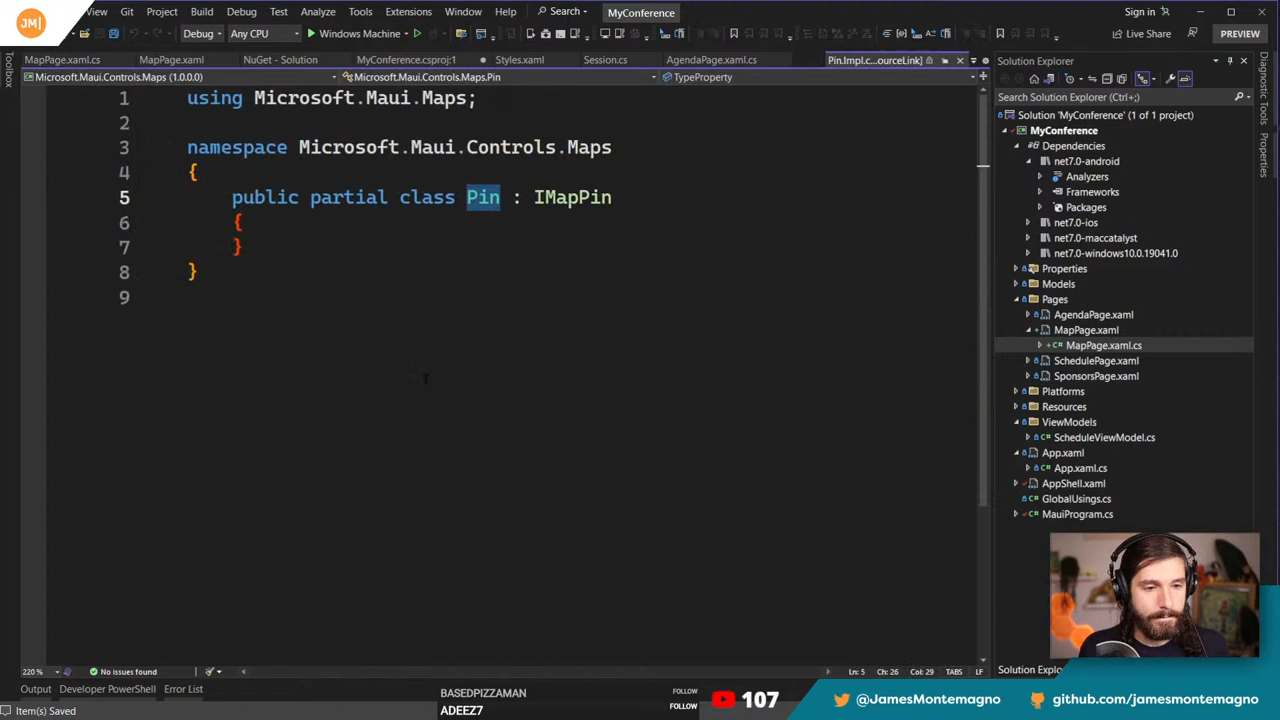 JM|
View Git Project Build Debug Test Analyze Tools Extensions Window Help Search MyConference Sign in
Debug Any CPU Windows Machine Live Share PREVIEW
Toolbox
MapPage.xaml.cs MapPage.xaml NuGet - Solution MyConference.csproj:1 Styles.xaml Session.cs AgendaPage.xaml.cs Pin.Impl.c...ourceLink]
Microsoft.Maui.Controls.Maps (1.0.0.0) Microsoft.Maui.Controls.Maps.Pin TypeProperty
1 using Microsoft.Maui.Maps;
2
3 namespace Microsoft.Maui.Controls.Maps
4 {
5 public partial class Pin : IMapPin
6 {
7 }
8 }
9
Solution Explorer
Search Solution Explorer (Ctrl+;)
Solution 'MyConference' (1 of 1 project)
MyConference
Dependencies
net7.0-android
Analyzers
Frameworks
Packages
net7.0-ios
net7.0-maccatalyst
net7.0-windows10.0.19041.0
Properties
Models
Pages
AgendaPage.xaml
MapPage.xaml
MapPage.xaml.cs
SchedulePage.xaml
SponsorsPage.xaml
Platforms
Resources
ViewModels
ScheduleViewModel.cs
App.xaml
App.xaml.cs
AppShell.xaml
GlobalUsings.cs
MauiProgram.cs
Diagnostic Tools
Properties
220 % No issues found Ln: 5 Ch: 26 Col: 29 TABS LF
Solution Explo
Output Developer PowerShell Error List
Item(s) Saved
BASEDPIZZAMAN FOLLOW
ADEEZ7 FOLLOW
107
@JamesMontemagno
github.com/jamesmontemagno